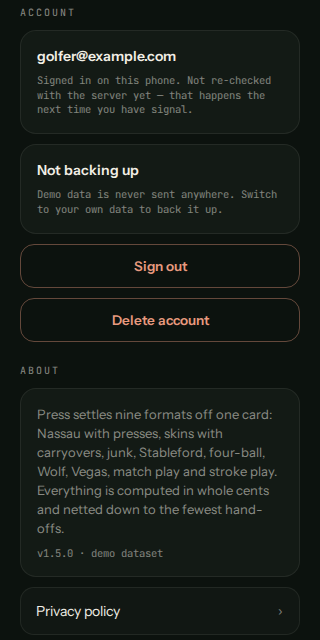 ACCOUNT
golfer@example.com
Signed in on this phone. Not re-checked
with the server yet — that happens the
next time you have signal.
Not backing up
Demo data is never sent anywhere. Switch
to your own data to back it up.
Sign out
Delete account
ABOUT
Press settles nine formats off one card:
Nassau with presses, skins with
carryovers, junk, Stableford, four-ball,
Wolf, Vegas, match play and stroke play.
Everything is computed in whole cents
and netted down to the fewest hand-
offs.
v1.5.0 · demo dataset
Privacy policy ›